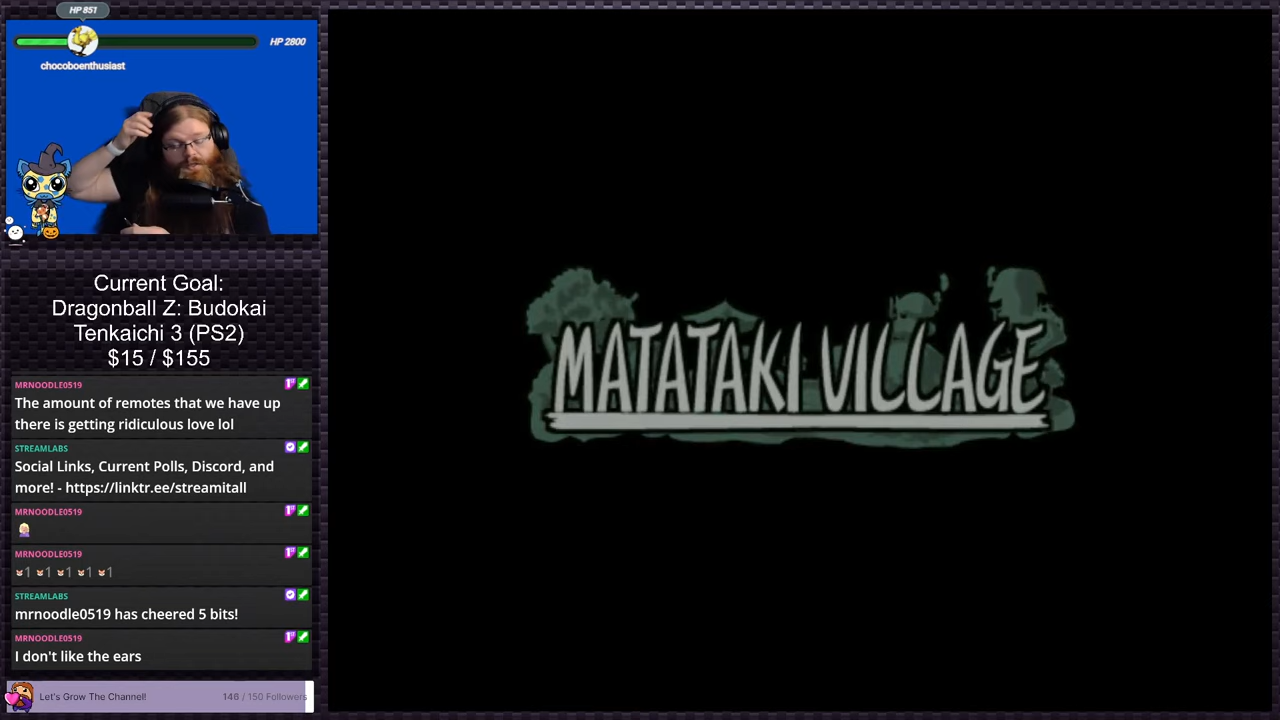 HP 851
HP 2800
chocoboenthusiast
MATATAKI VILLAGE
Current Goal:
Dragonball Z: Budokai
Tenkaichi 3 (PS2)
$15 / $155
MRNOODLE0519
The amount of remotes that we have up
there is getting ridiculous love lol
STREAMLABS
Social Links, Current Polls, Discord, and
more! - https://linktr.ee/streamitall
MRNOODLE0519
MRNOODLE0519
1 1 1 1 1
STREAMLABS
mrnoodle0519 has cheered 5 bits!
MRNOODLE0519
I don't like the ears
Let's Grow The Channel!
146 / 150 Followers